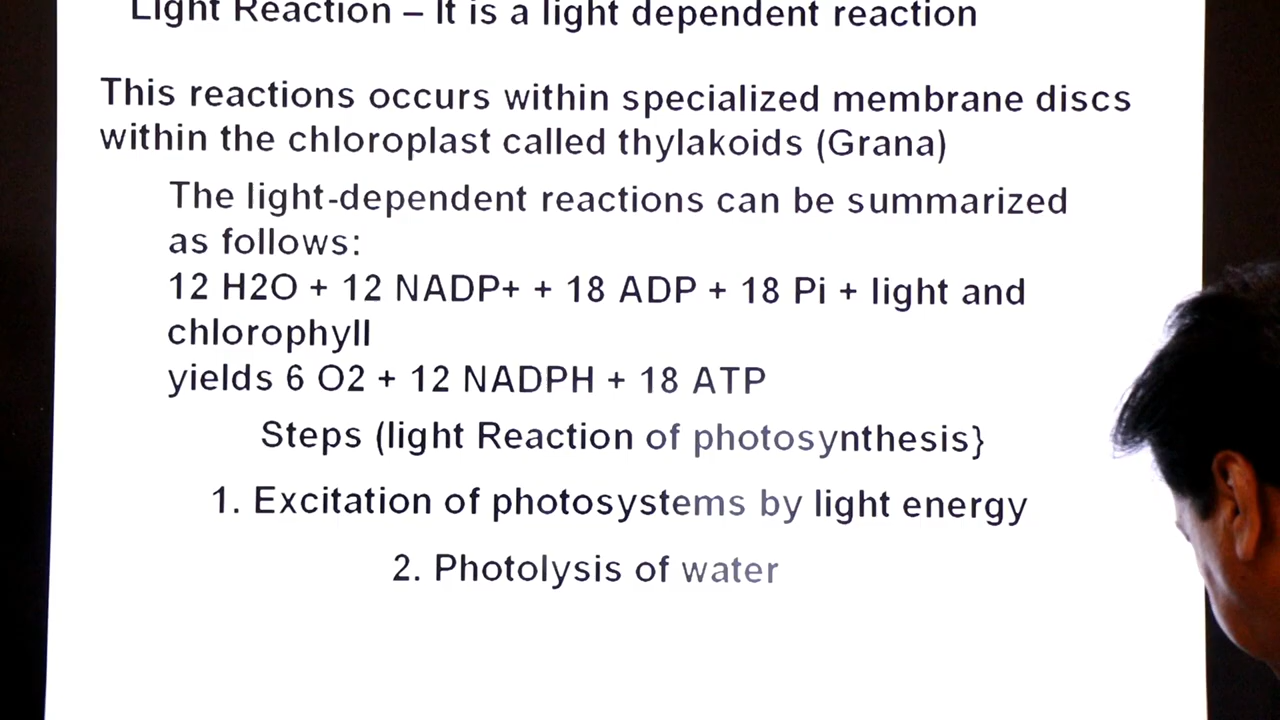 Light Reaction – It is a light dependent reaction
This reactions occurs within specialized membrane discs
within the chloroplast called thylakoids (Grana)
The light-dependent reactions can be summarized
as follows:
12 H2O + 12 NADP+ + 18 ADP + 18 Pi + light and
chlorophyll
yields 6 O2 + 12 NADPH + 18 ATP
Steps (light Reaction of photosynthesis}
1. Excitation of photosystems by light energy
2. Photolysis of water